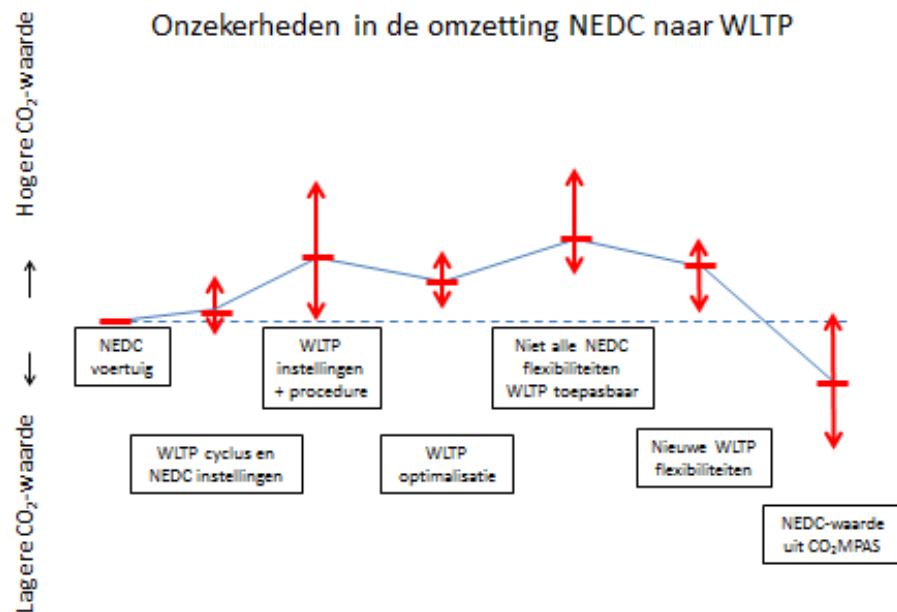 Onzekerheden in de omzetting NEDC naar WLTP
Hogere CO₂-waarde
Lagere CO₂-waarde
NEDC
voertuig
WLTP cyclus en
NEDC instellingen
WLTP
instellingen
+ procedure
WLTP
optimalisatie
Niet alle NEDC
flexibiliteiten
WLTP toepasbaar
Nieuwe WLTP
flexibiliteiten
NEDC-waarde
uit CO₂MPAS